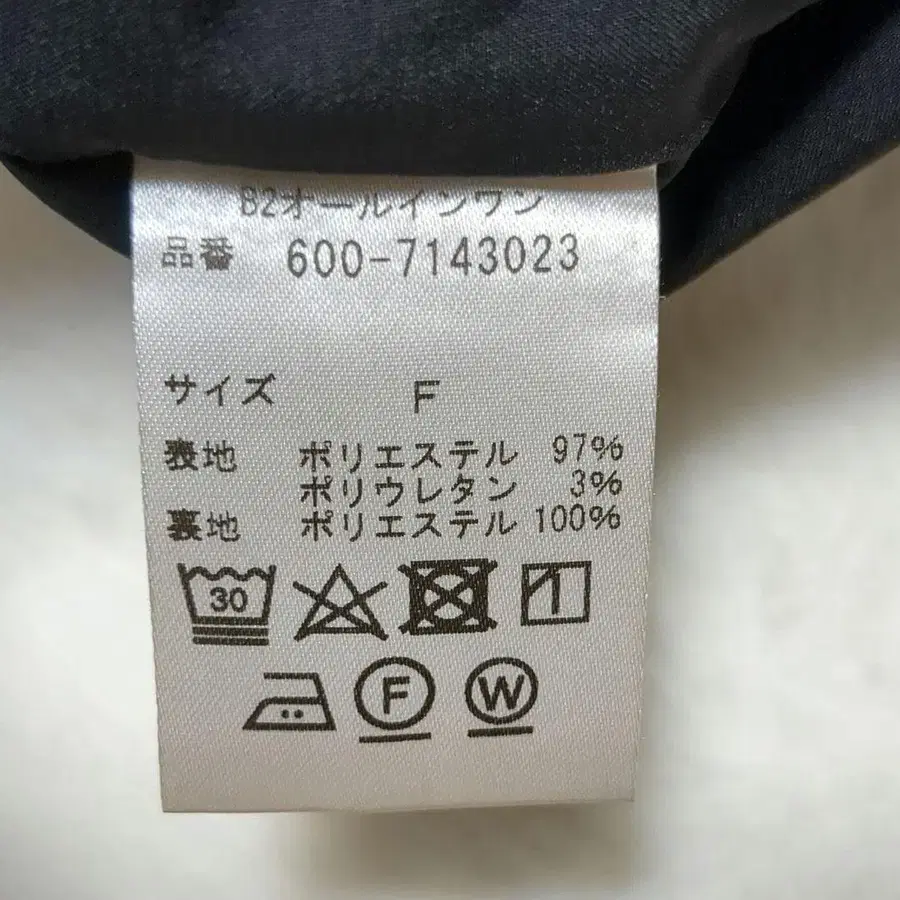 B2オールインワン
品番 600-7143023
サイズ F
表地 ポリエステル 97%
ポリウレタン 3%
裏地 ポリエステル 100%
30
F W